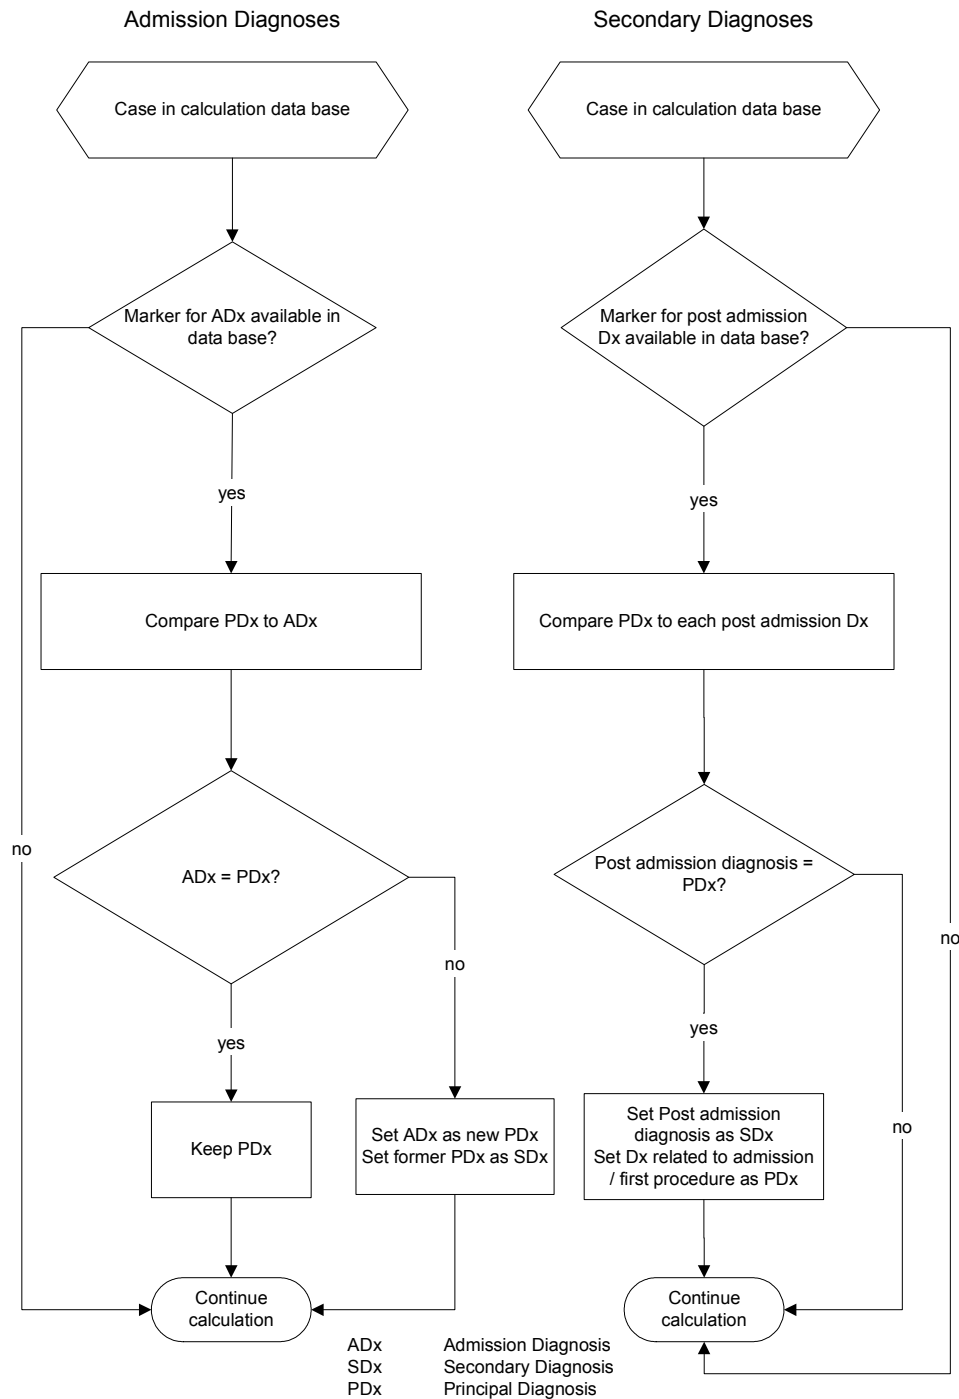 Admission Diagnoses
Case in calculation data base
Marker for ADx available in
data base?
yes
no
Compare PDx to ADx
ADx = PDx?
no
yes
Keep PDx
Set ADx as new PDx
Set former PDx as SDx
Continue
calculation
Secondary Diagnoses
Case in calculation data base
Marker for post admission
Dx available in data base?
yes
no
Compare PDx to each post admission Dx
Post admission diagnosis =
PDx?
yes
no
Set Post admission
diagnosis as SDx
Set Dx related to admission
/ first procedure as PDx
Continue
calculation
ADx Admission Diagnosis
SDx Secondary Diagnosis
PDx Principal Diagnosis